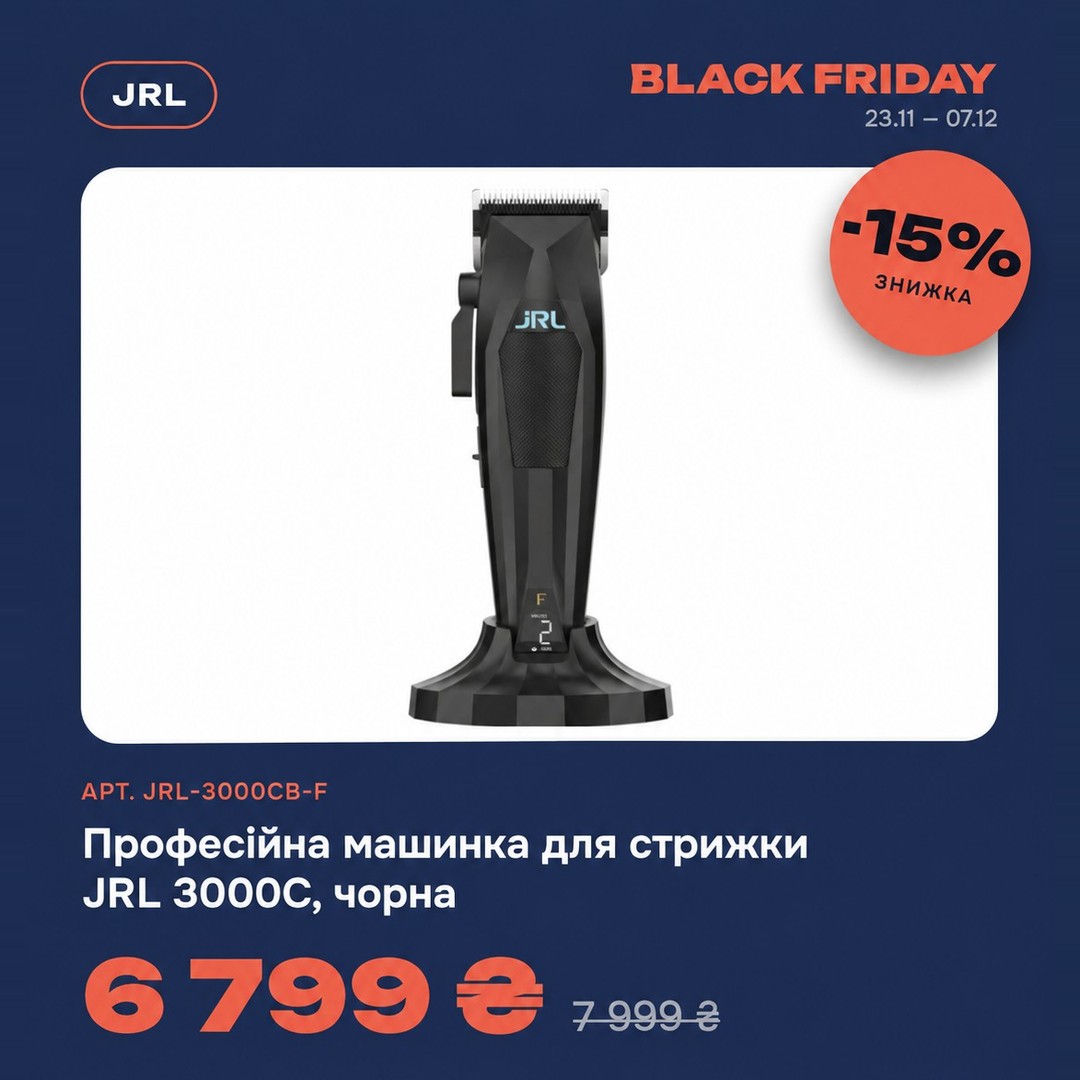 JRL
BLACK FRIDAY
23.11 – 07.12
-15%
ЗНИЖКА
JRL
F
2
АРТ. JRL-3000CB-F
Професійна машинка для стрижки
JRL 3000C, чорна
6 799 ₴
7 999 ₴